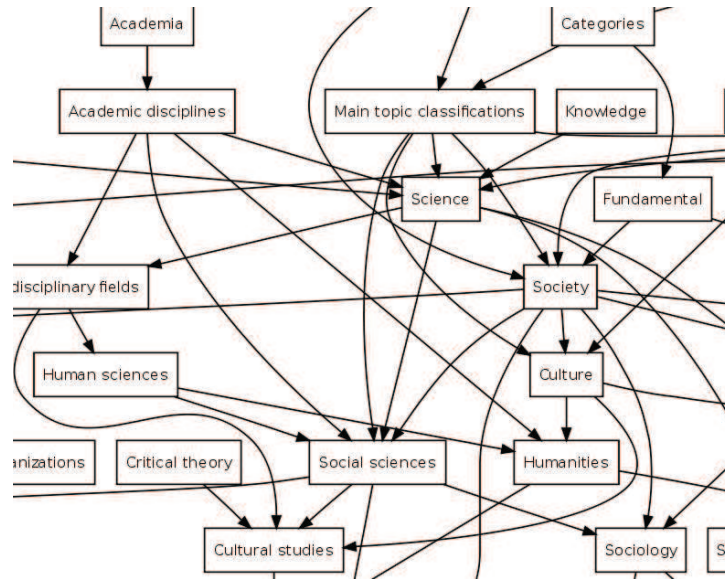 Academia
Categories
Academic disciplines
Main topic classifications
Knowledge
Science
Fundamental
disciplinary fields
Society
Human sciences
Culture
anizations
Critical theory
Social sciences
Humanities
Cultural studies
Sociology
S